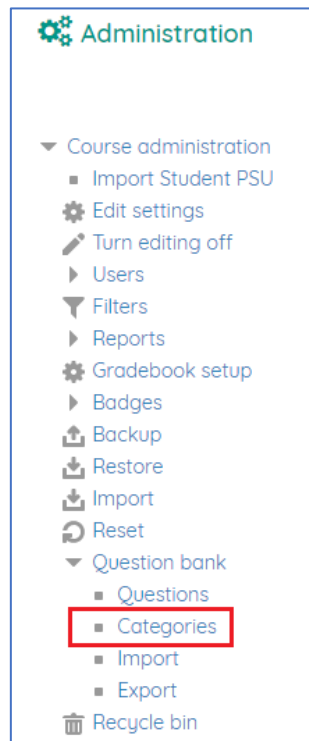 Administration
Course administration
Import Student PSU
Edit settings
Turn editing off
Users
Filters
Reports
Gradebook setup
Badges
Backup
Restore
Import
Reset
Question bank
Questions
Categories
Import
Export
Recycle bin